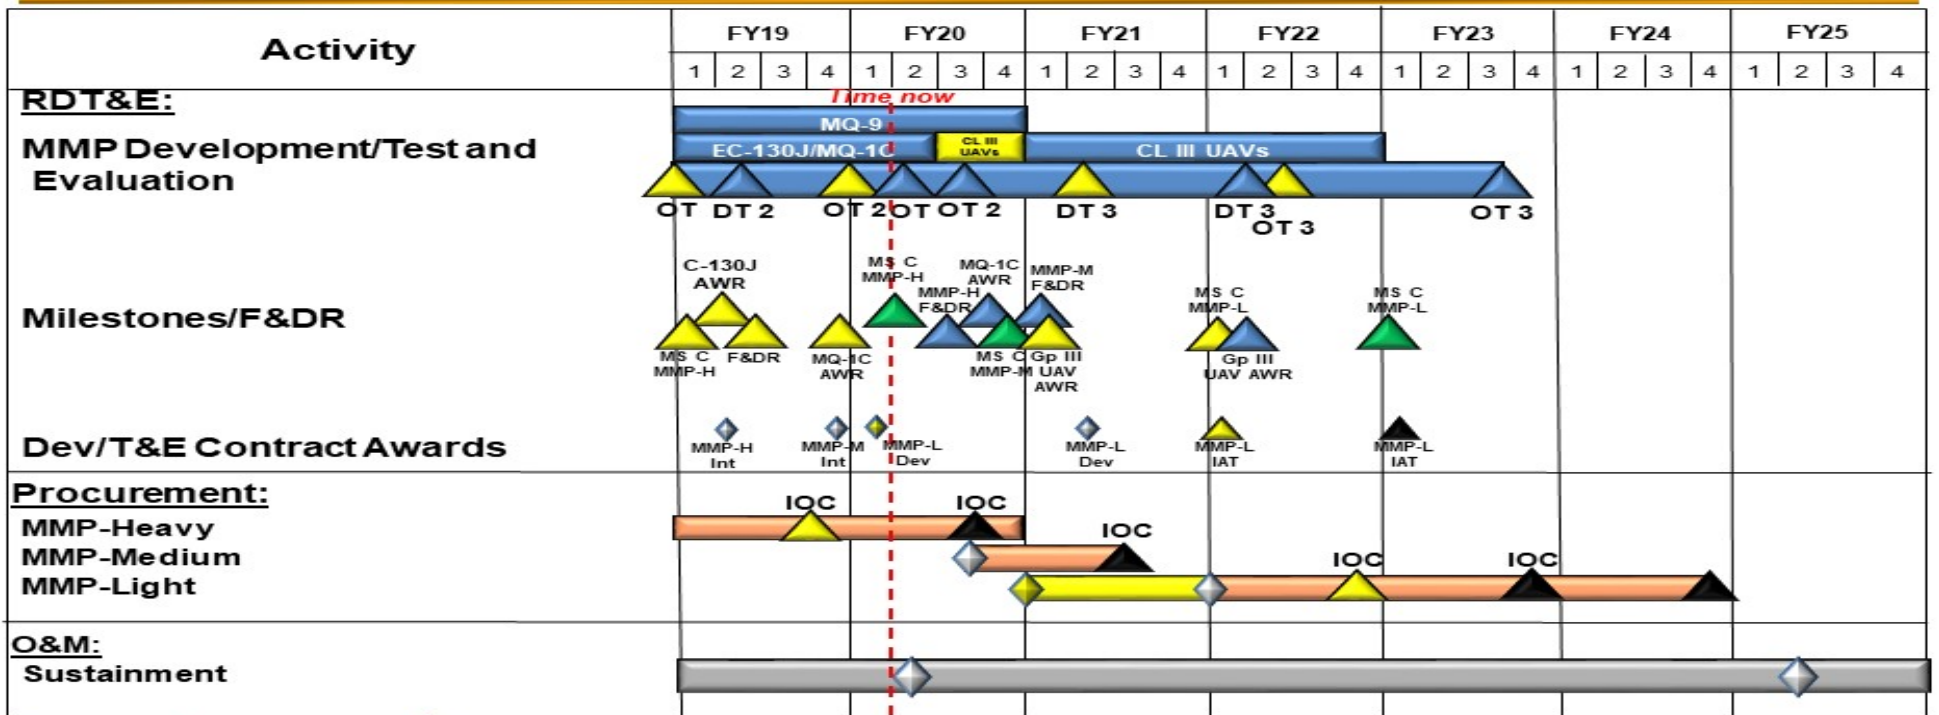 Activity
FY19 FY20 FY21 FY22 FY23 FY24 FY25
1 2 3 4 1 2 3 4 1 2 3 4 1 2 3 4 1 2 3 4 1 2 3 4 1 2 3 4
RDT&E:
Time now
MQ-9
MMP Development/Test and
Evaluation
EC-130J/MQ-1C
CL III
UAVs
CL III UAVs
OT DT 2 OT 2 OT OT 2 DT 3 DT 3 OT 3
OT 3
Milestones/F&DR
C-130J
AWR
MS C
MMP-H
MQ-1C
AWR
MMP-M
F&DR
MMP-H
F&DR
MS C
MMP-L
MS C
MMP-L
MS C
MMP-H
F&DR
MQ-1C
AWR
MS C
MMP-M
Gp III
UAV
AWR
Gp III
UAV AWR
Dev/T&E Contract Awards
MMP-H
Int
MMP-M
Int
MMP-L
Dev
MMP-L
Dev
MMP-L
IAT
MMP-L
IAT
Procurement:
IOC IOC
MMP-Heavy
IOC
MMP-Medium
IOC IOC
MMP-Light
O&M:
Sustainment